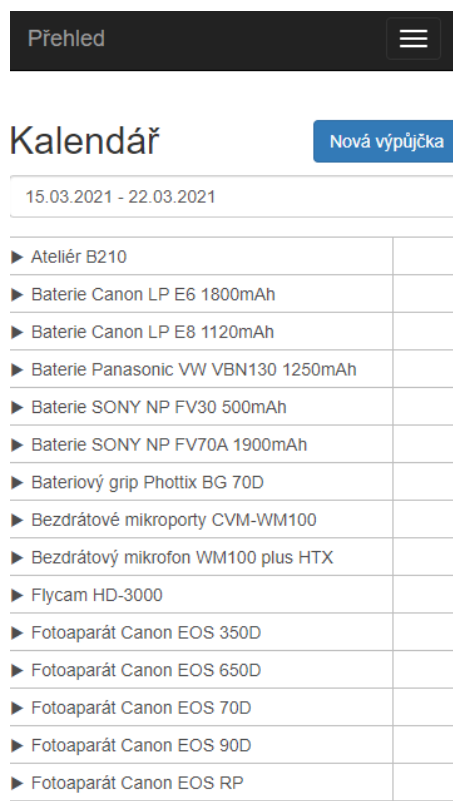 Přehled
Kalendář
Nová výpůjčka
15.03.2021 - 22.03.2021
Ateliér B210
Baterie Canon LP E6 1800mAh
Baterie Canon LP E8 1120mAh
Baterie Panasonic VW VBN130 1250mAh
Baterie SONY NP FV30 500mAh
Baterie SONY NP FV70A 1900mAh
Bateriový grip Phottix BG 70D
Bezdrátové mikroporty CVM-WM100
Bezdrátový mikrofon WM100 plus HTX
Flycam HD-3000
Fotoaparát Canon EOS 350D
Fotoaparát Canon EOS 650D
Fotoaparát Canon EOS 70D
Fotoaparát Canon EOS 90D
Fotoaparát Canon EOS RP